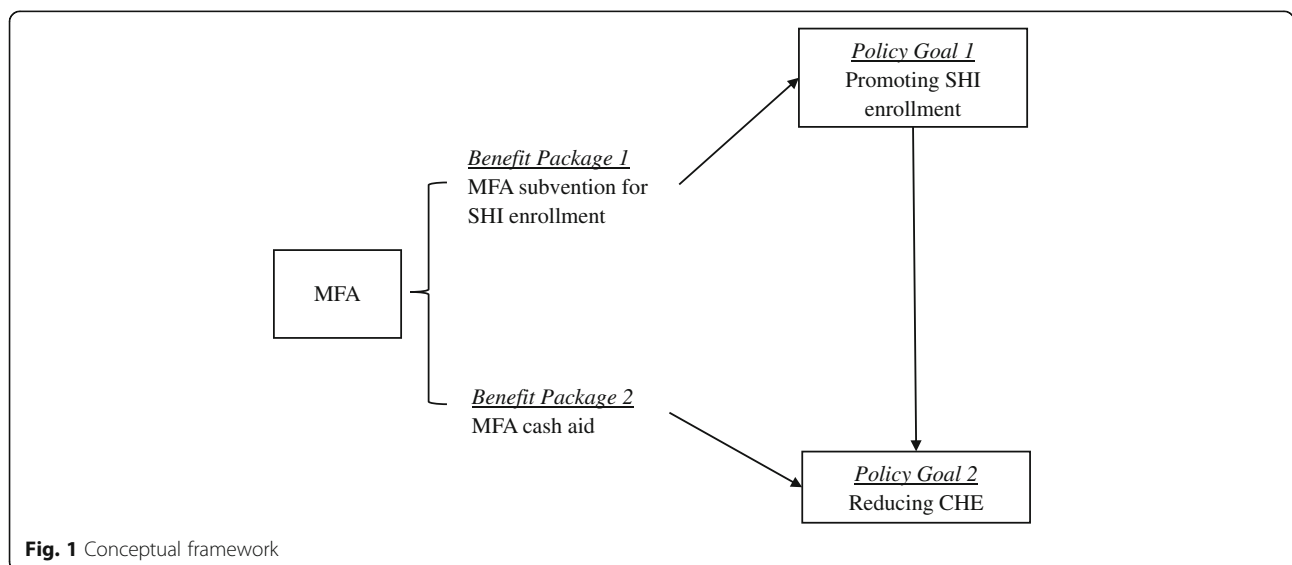 Policy Goal 1
Promoting SHI
enrollment
Benefit Package 1
MFA subvention for
SHI enrollment
MFA
Benefit Package 2
MFA cash aid
Policy Goal 2
Reducing CHE
Fig. 1 Conceptual framework